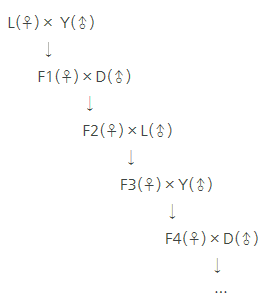 L(♀)× Y(♂)
↓
F1(♀)×D(♂)
↓
F2(♀)×L(♂)
↓
F3(♀)×Y(♂)
↓
F4(♀)×D(♂)
↓
...